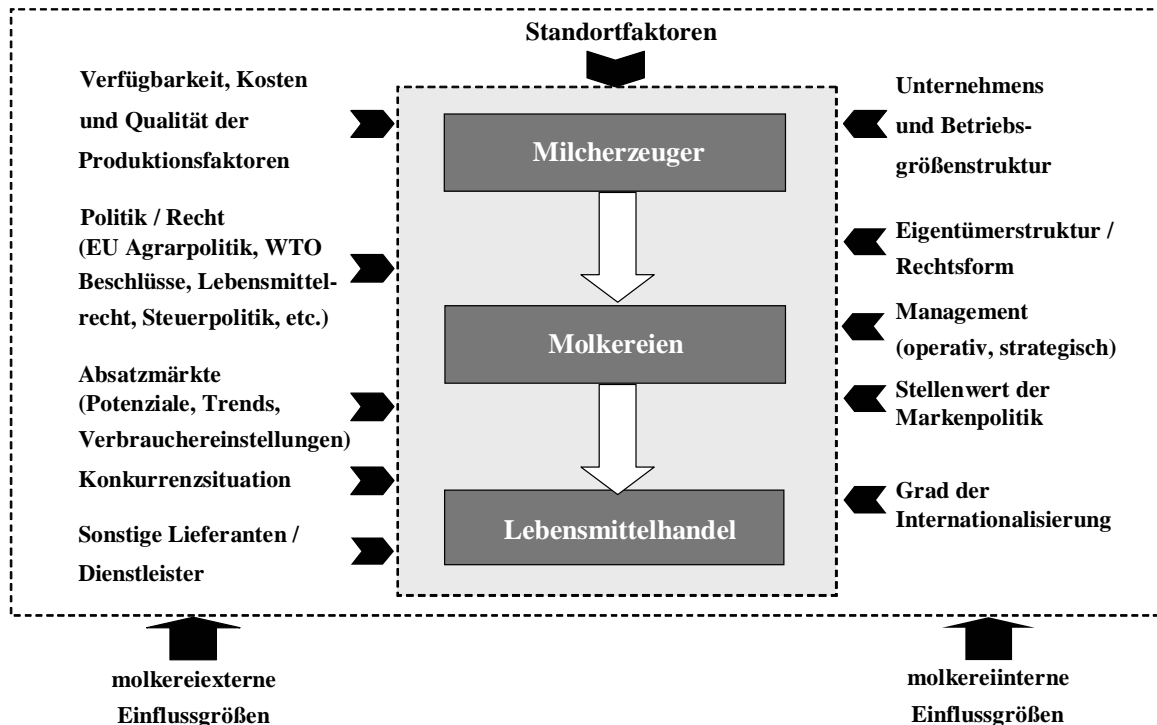 Standortfaktoren
Verfügbarkeit, Kosten
und Qualität der
Produktionsfaktoren
Politik / Recht
(EU Agrarpolitik, WTO
Beschlüsse, Lebensmittel-
recht, Steuerpolitik, etc.)
Absatzmärkte
(Potenziale, Trends,
Verbrauchereinstellungen)
Konkurrenzsituation
Sonstige Lieferanten /
Dienstleister
Milcherzeuger
Molkereien
Lebensmittelhandel
Unternehmens
und Betriebs-
größenstruktur
Eigentümerstruktur /
Rechtsform
Management
(operativ, strategisch)
Stellenwert der
Markenpolitik
Grad der
Internationalisierung
molkereiexterne
Einflussgrößen
molkereiinterne
Einflussgrößen